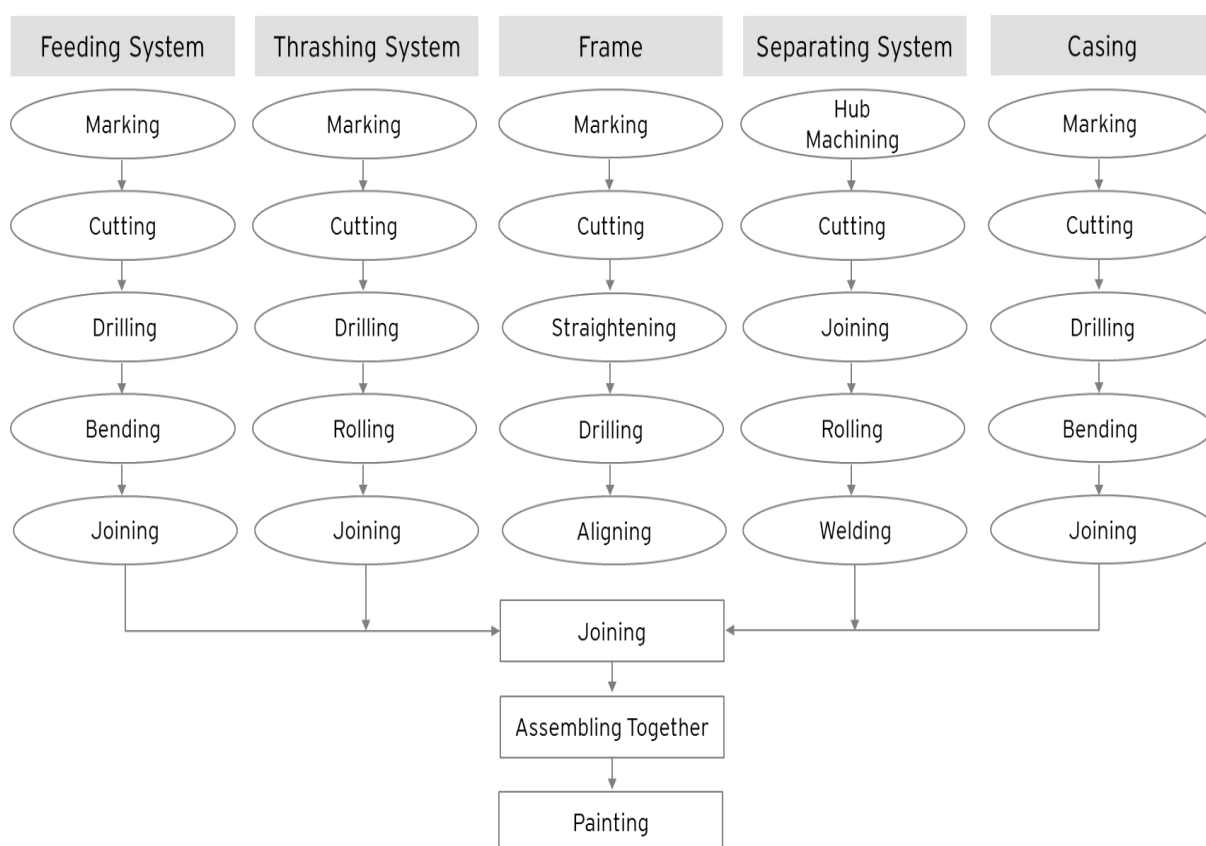 Feeding System
Thrashing System
Frame
Separating System
Casing
Marking
Marking
Marking
Hub
Machining
Marking
Cutting
Cutting
Cutting
Cutting
Cutting
Drilling
Drilling
Straightening
Joining
Drilling
Bending
Rolling
Drilling
Rolling
Bending
Joining
Joining
Aligning
Welding
Joining
Joining
Assembling Together
Painting